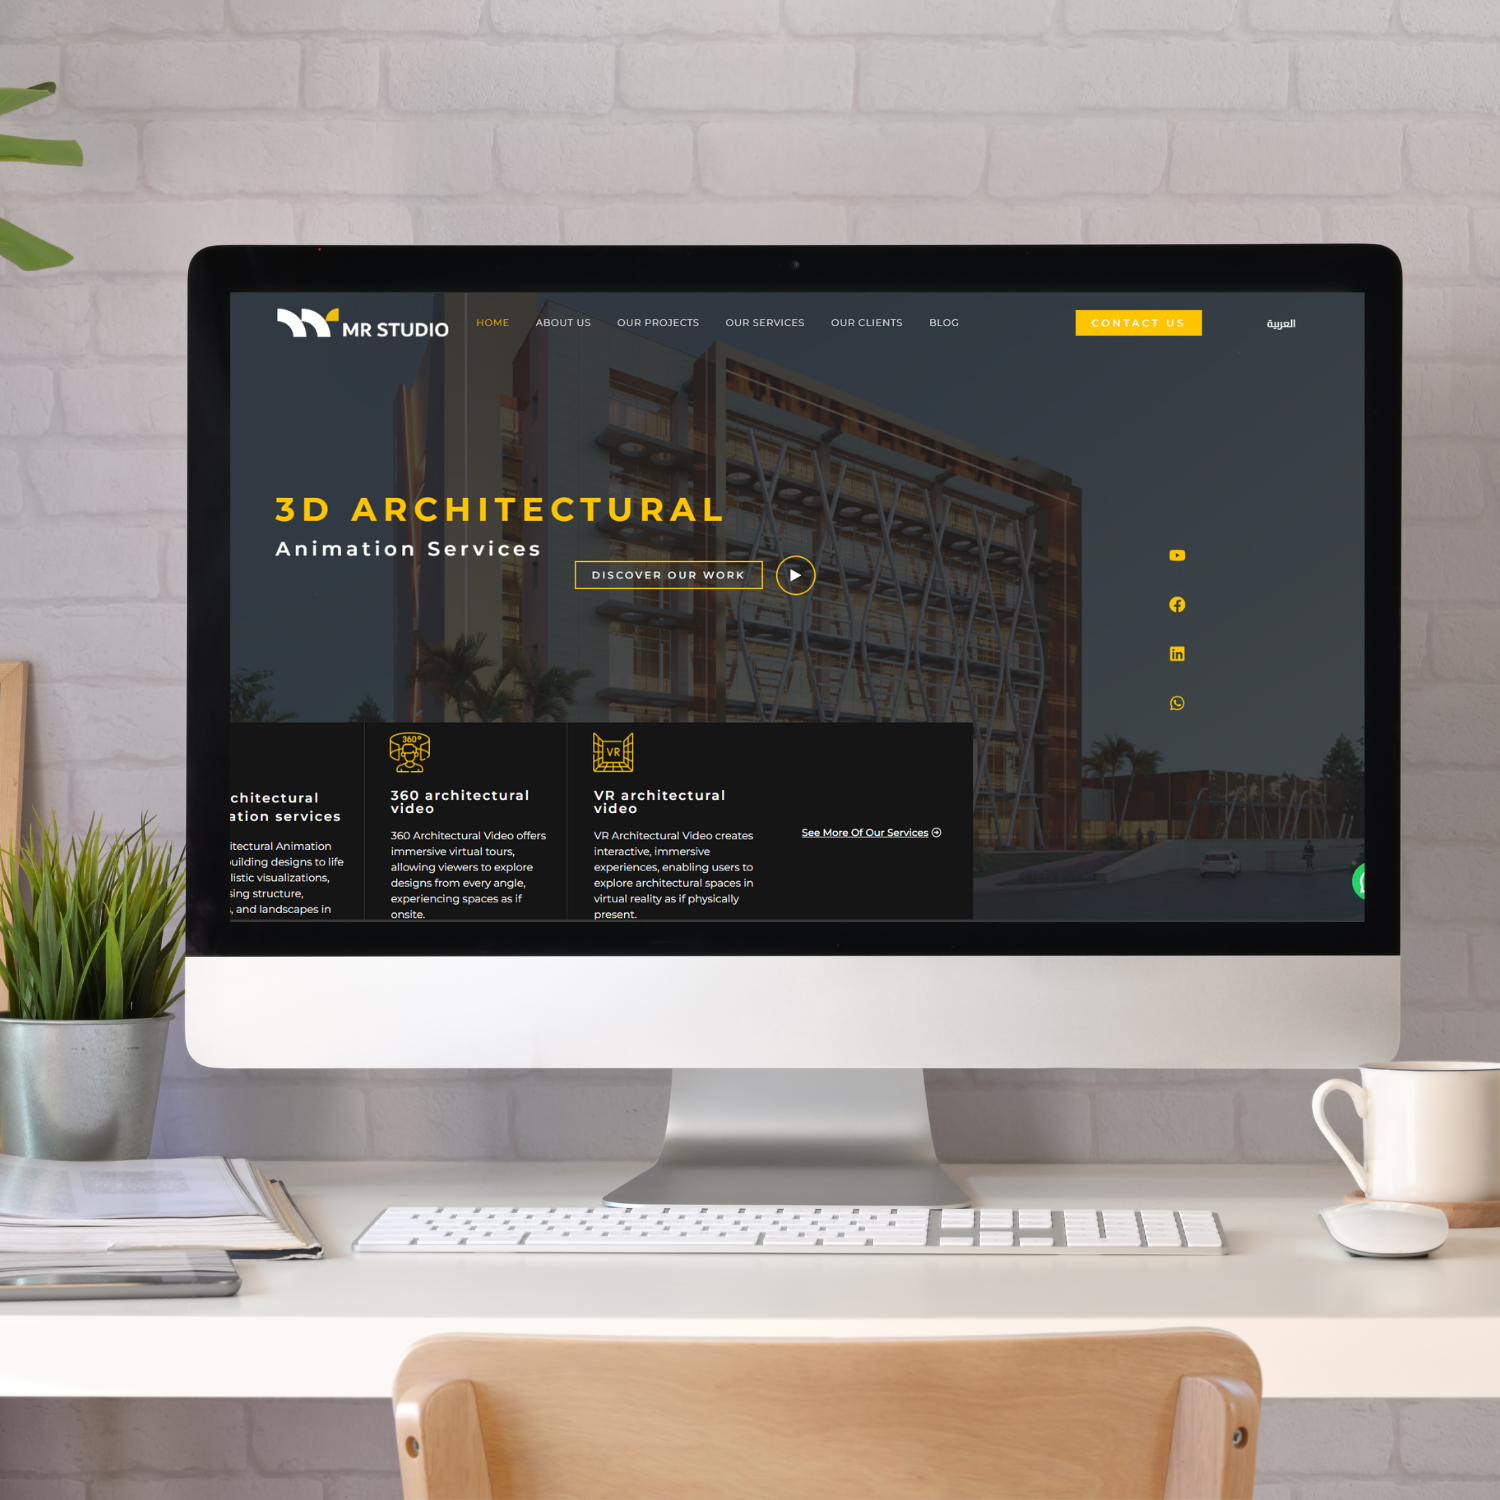 MR STUDIO
HOME ABOUT US OUR PROJECTS OUR SERVICES OUR CLIENTS BLOG
CONTACT US
العربية
3D ARCHITECTURAL
Animation Services
DISCOVER OUR WORK
chitectural
ation services
itectural Animation
uilding designs to life
listic visualizations,
sing structure,
, and landscapes in
360°
360 architectural
video
360 Architectural Video offers
immersive virtual tours,
allowing viewers to explore
designs from every angle,
experiencing spaces as if
onsite.
VR
VR architectural
video
VR Architectural Video creates
interactive, immersive
experiences, enabling users to
explore architectural spaces in
virtual reality as if physically
present.
See More Of Our Services